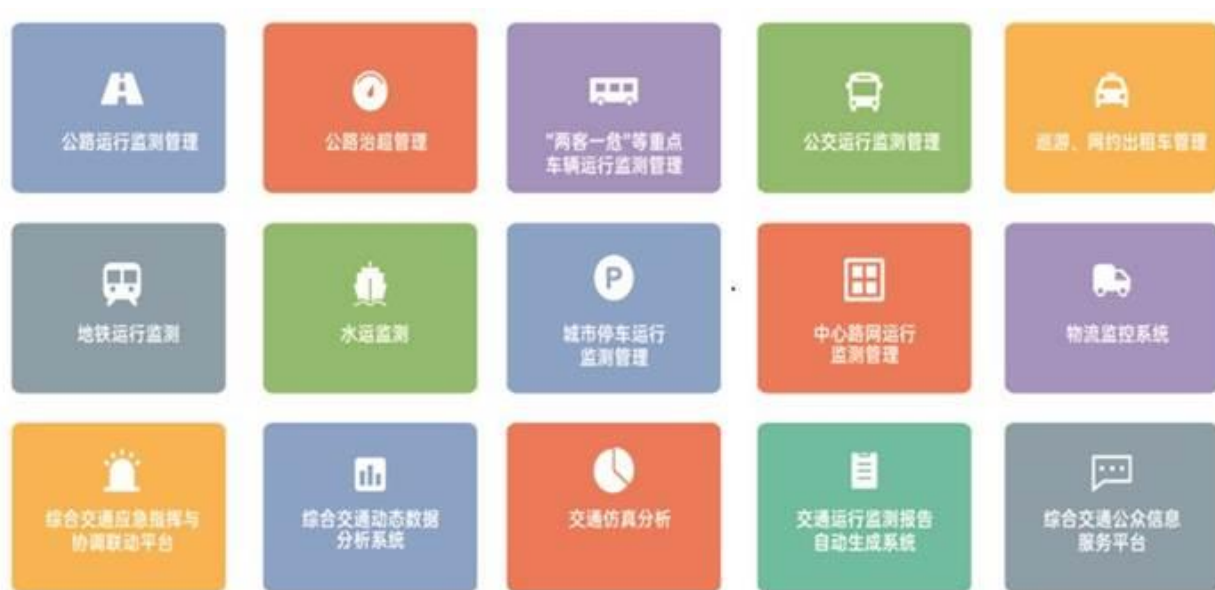 公路运行监测管理
公路治超管理
“两客一危”等重点
车辆运行监测管理
公交运行监测管理
巡游、网约出租车管理
地铁运行监测
水运监测
P
城市停车运行
监测管理
中心路网运行
监测管理
物流监控系统
综合交通应急指挥与
协调联动平台
综合交通动态数据
分析系统
交通仿真分析
交通运行监测报告
自动生成系统
综合交通公众信息
服务平台